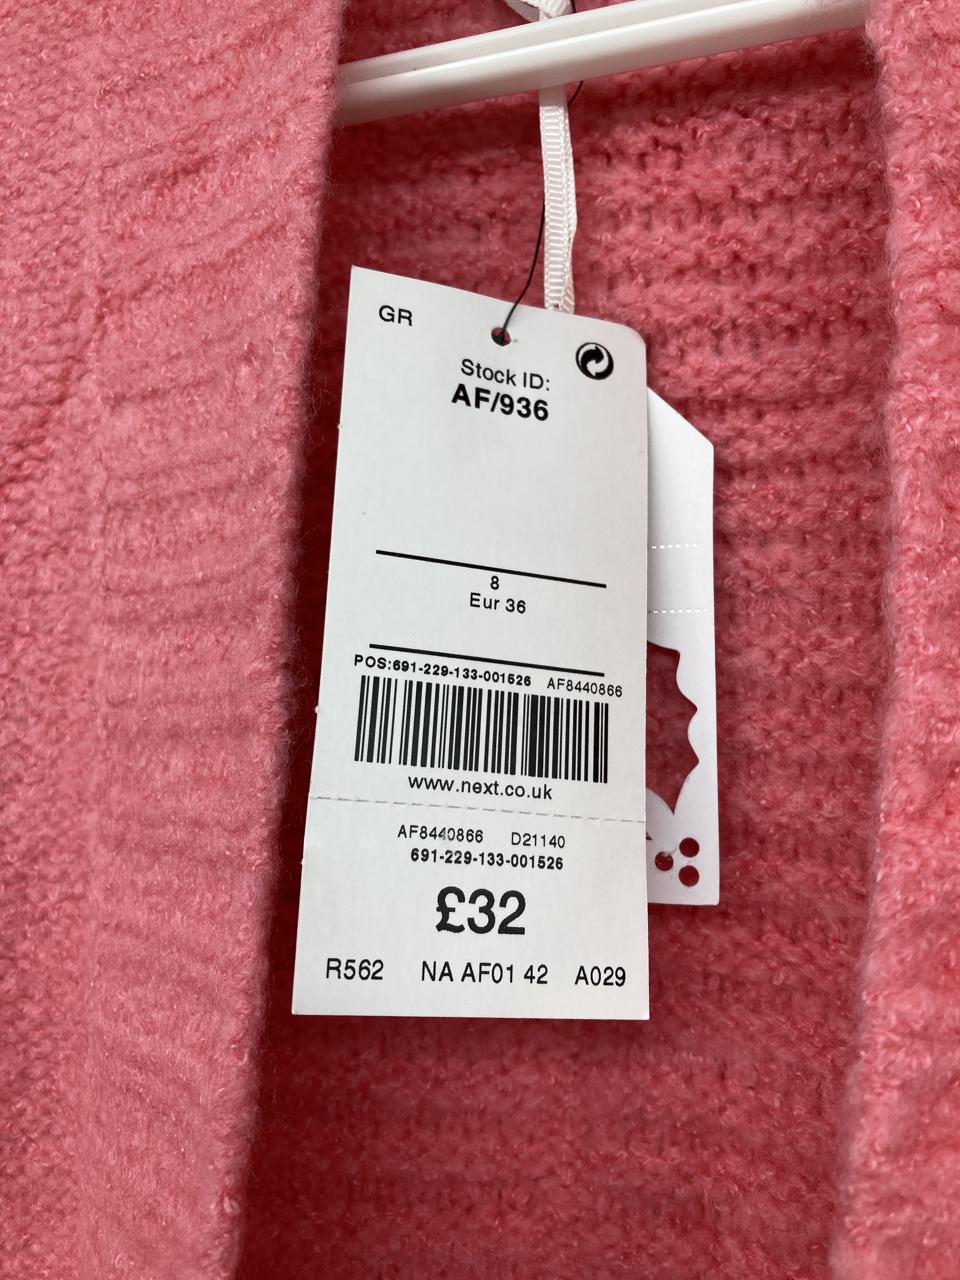 GR
Stock ID:
AF/936
8
Eur 36
POS:691-229-133-001526 AF8440866
www.next.co.uk
AF8440866 D21140
691-229-133-001526
£32
R562 NA AF01 42 A029